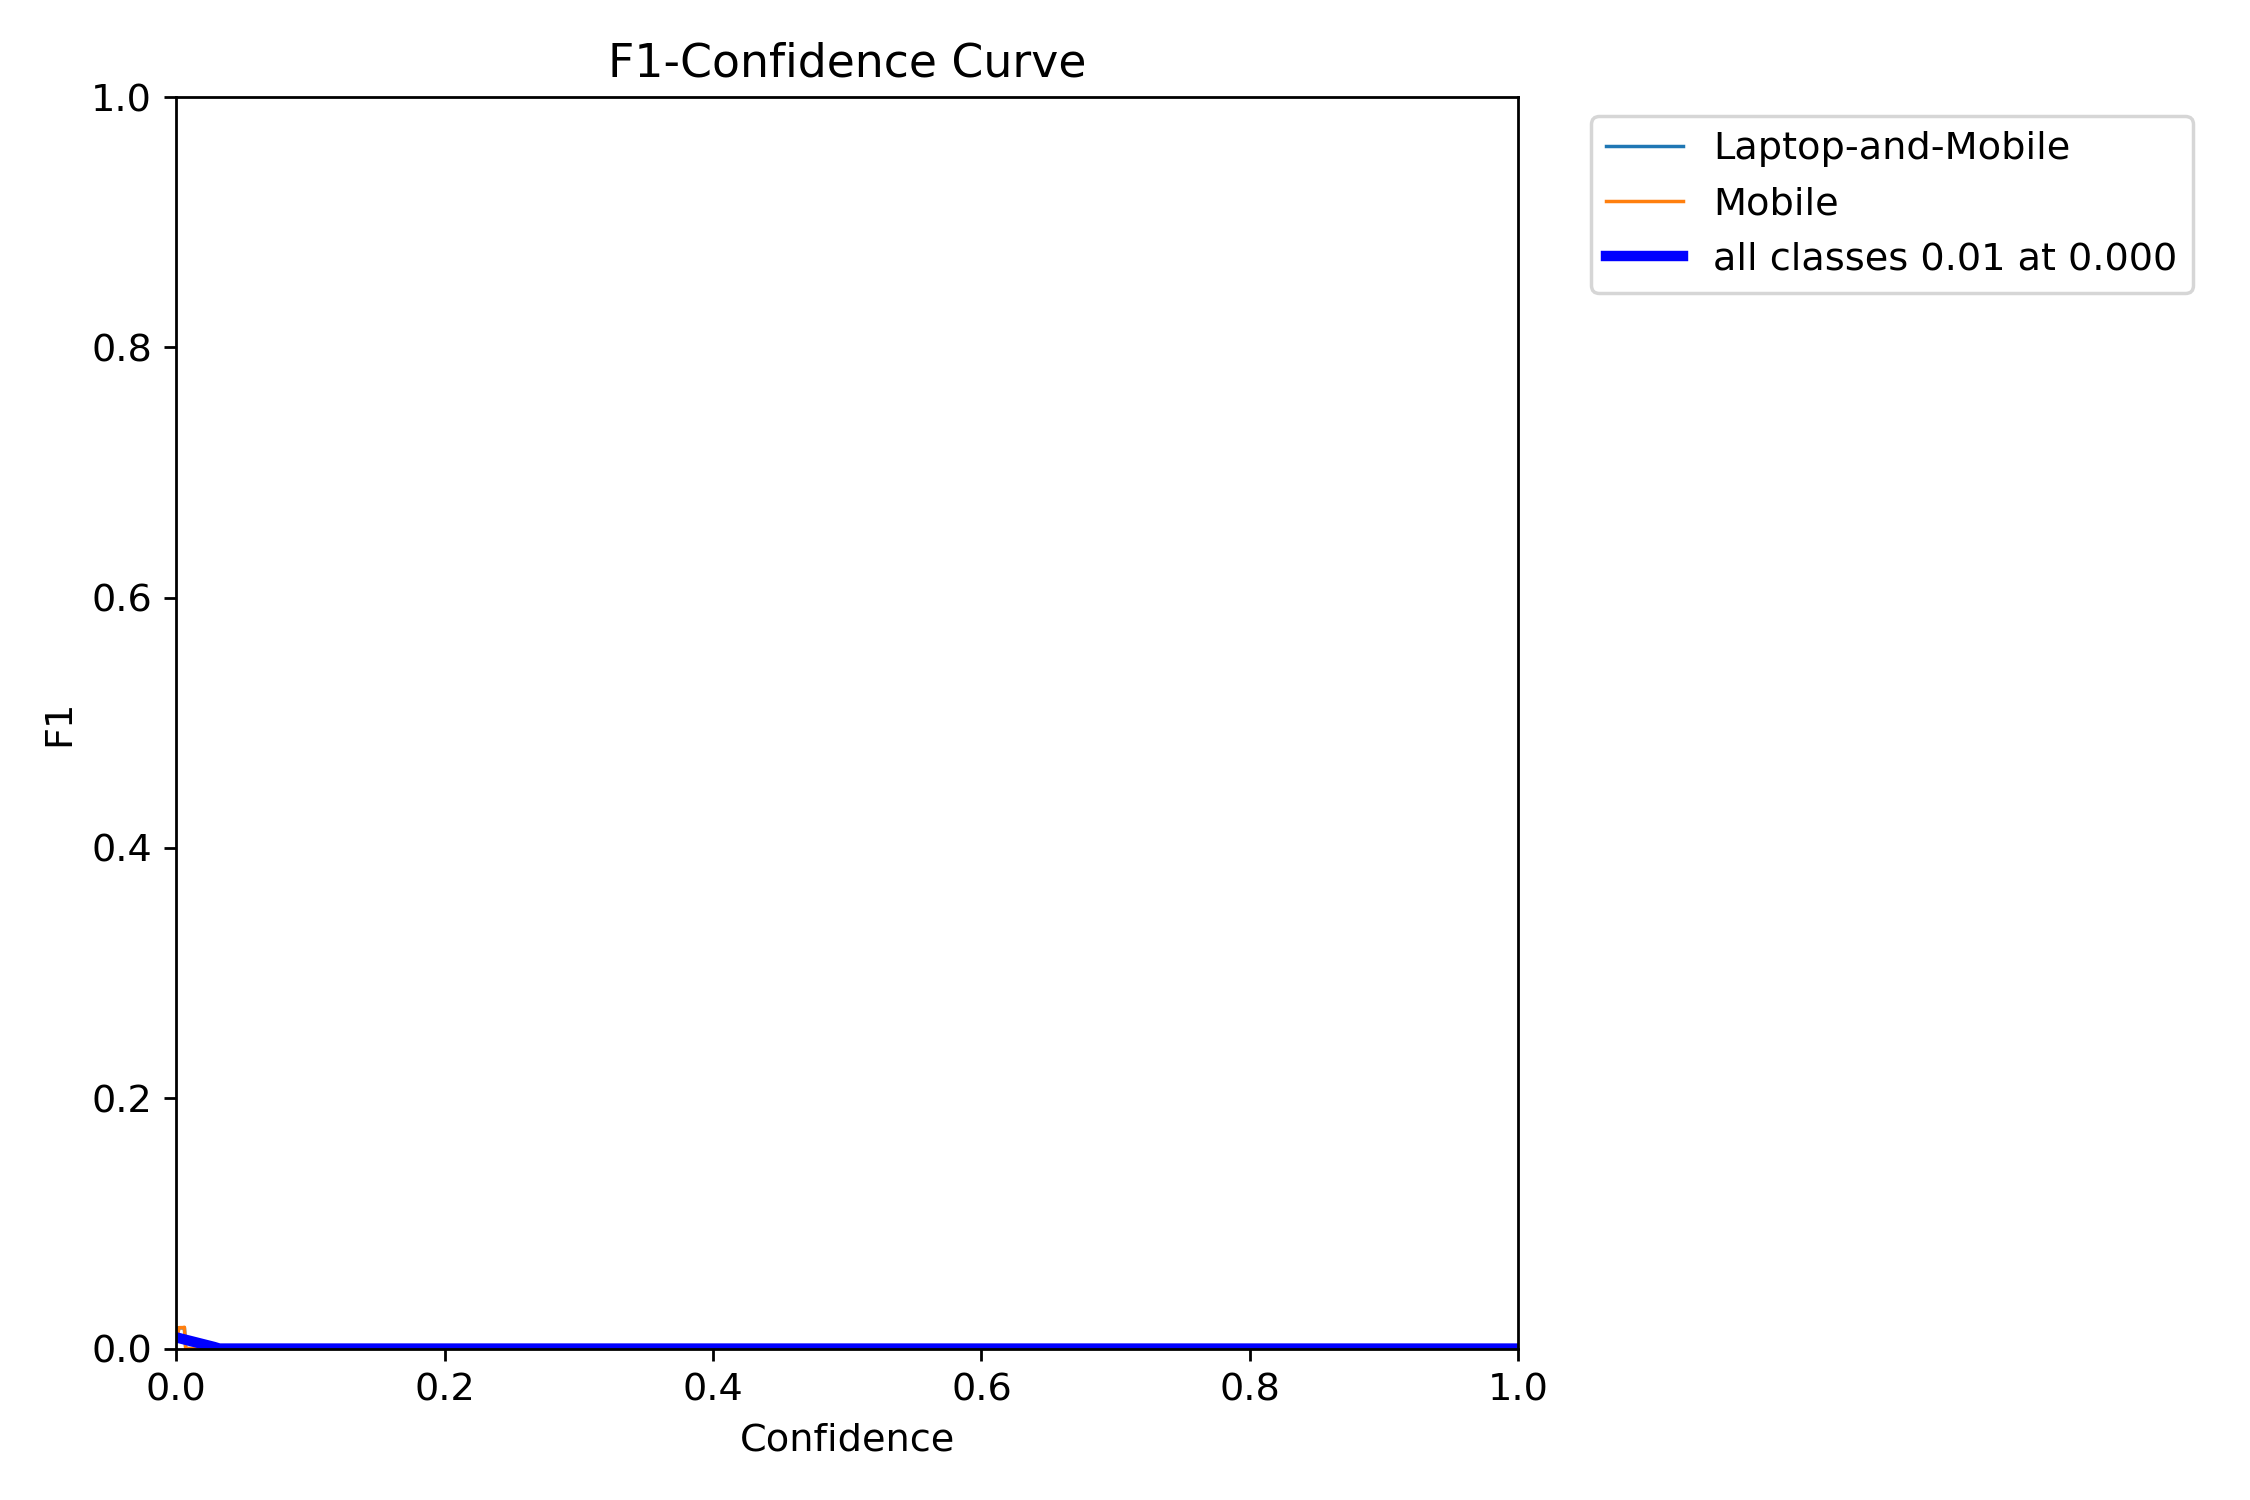 F1-Confidence Curve
1.0
0.8
0.6
0.4
0.2
0.0
F1
0.0 0.2 0.4 0.6 0.8 1.0
Confidence
Laptop-and-Mobile
Mobile
all classes 0.01 at 0.000